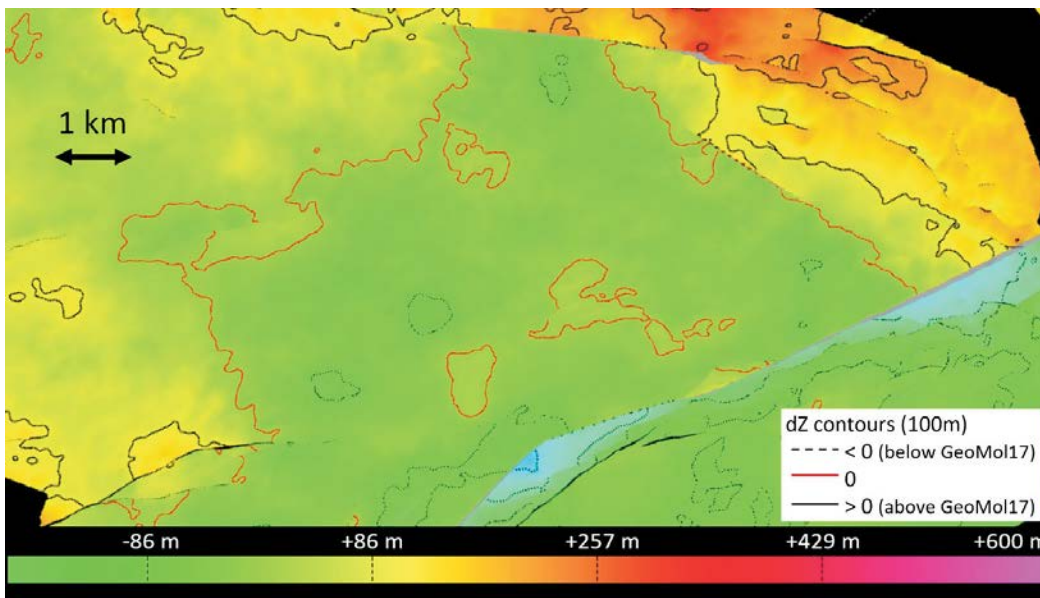 1 km
dZ contours (100m)
< 0 (below GeoMol17)
0
> 0 (above GeoMol17)
-86 m
+86 m
+257 m
+429 m
+600 m